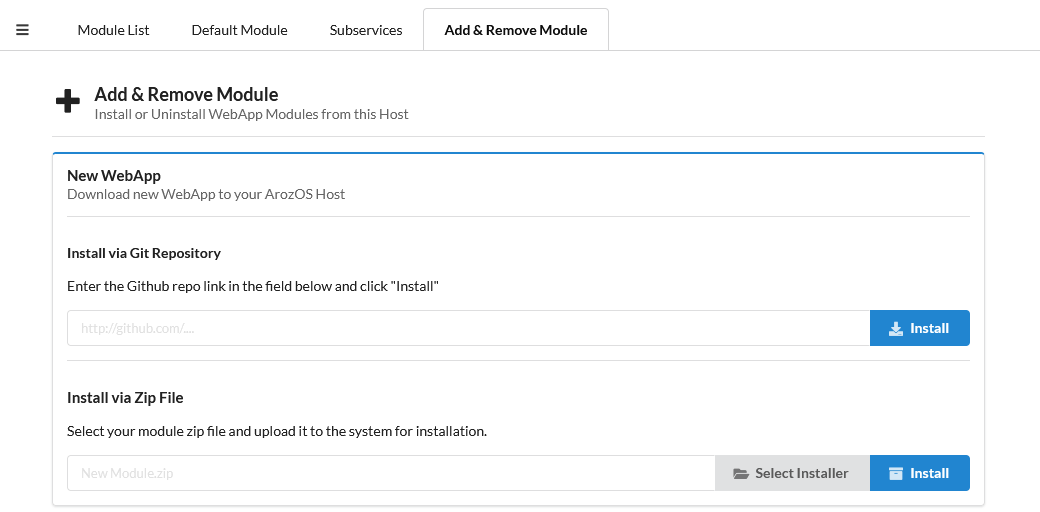 Module List Default Module Subservices Add & Remove Module
Add & Remove Module
Install or Uninstall WebApp Modules from this Host
New WebApp
Download new WebApp to your ArozOS Host
Install via Git Repository
Enter the Github repo link in the field below and click "Install"
http://github.com/.... Install
Install via Zip File
Select your module zip file and upload it to the system for installation.
New Module.zip Select Installer Install